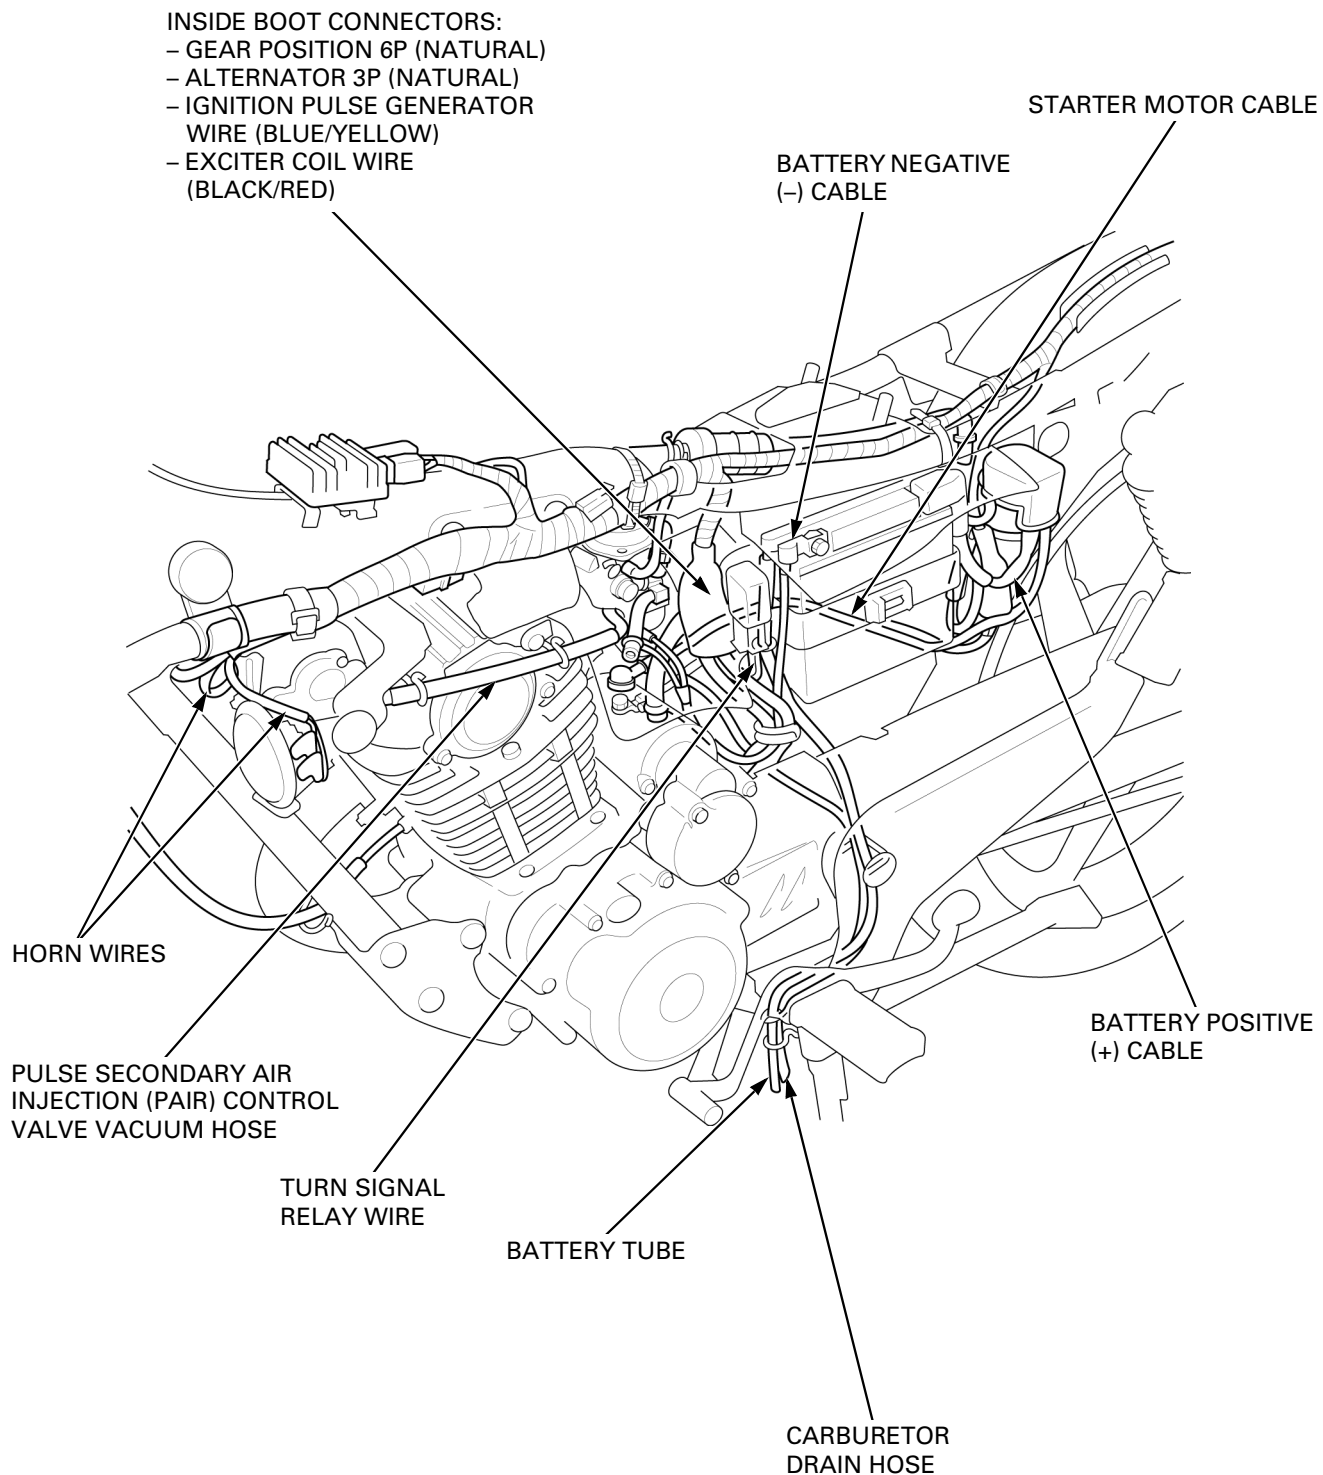 INSIDE BOOT CONNECTORS:
– GEAR POSITION 6P (NATURAL)
– ALTERNATOR 3P (NATURAL)
– IGNITION PULSE GENERATOR
WIRE (BLUE/YELLOW)
– EXCITER COIL WIRE
(BLACK/RED)
STARTER MOTOR CABLE
BATTERY NEGATIVE
(–) CABLE
HORN WIRES
BATTERY POSITIVE
(+) CABLE
PULSE SECONDARY AIR
INJECTION (PAIR) CONTROL
VALVE VACUUM HOSE
TURN SIGNAL
RELAY WIRE
BATTERY TUBE
CARBURETOR
DRAIN HOSE